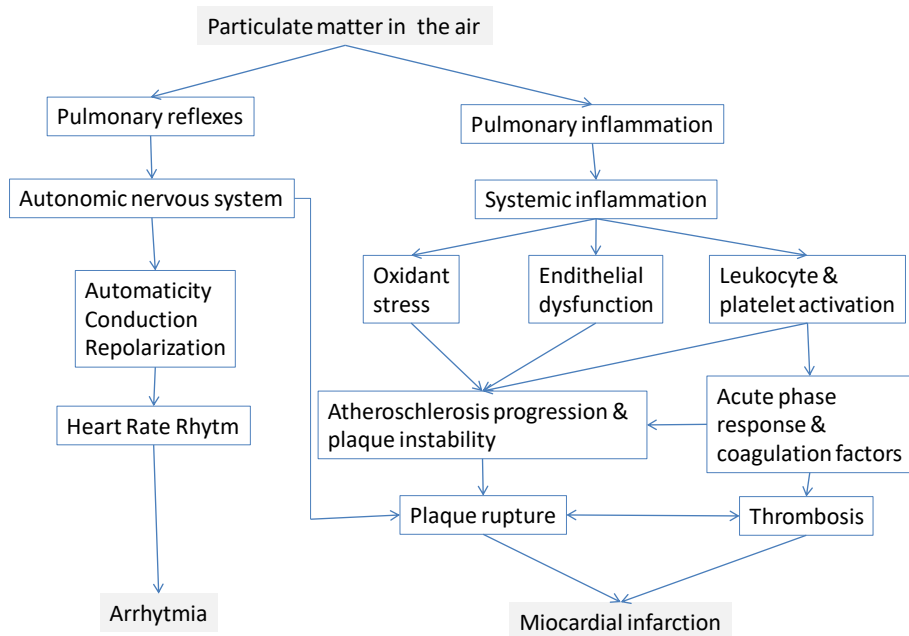 Particulate matter in  the air
Pulmonary reflexes
Pulmonary inflammation
Autonomic nervous system
Systemic inflammation
Oxidant
stress
Endithelial
dysfunction
Leukocyte &
platelet activation
Automaticity
Conduction
Repolarization
Atheroschlerosis progression &
plaque instability
Acute phase
response &
coagulation factors
Heart Rate Rhytm
Plaque rupture
Thrombosis
Arrhytmia
Miocardial infarction